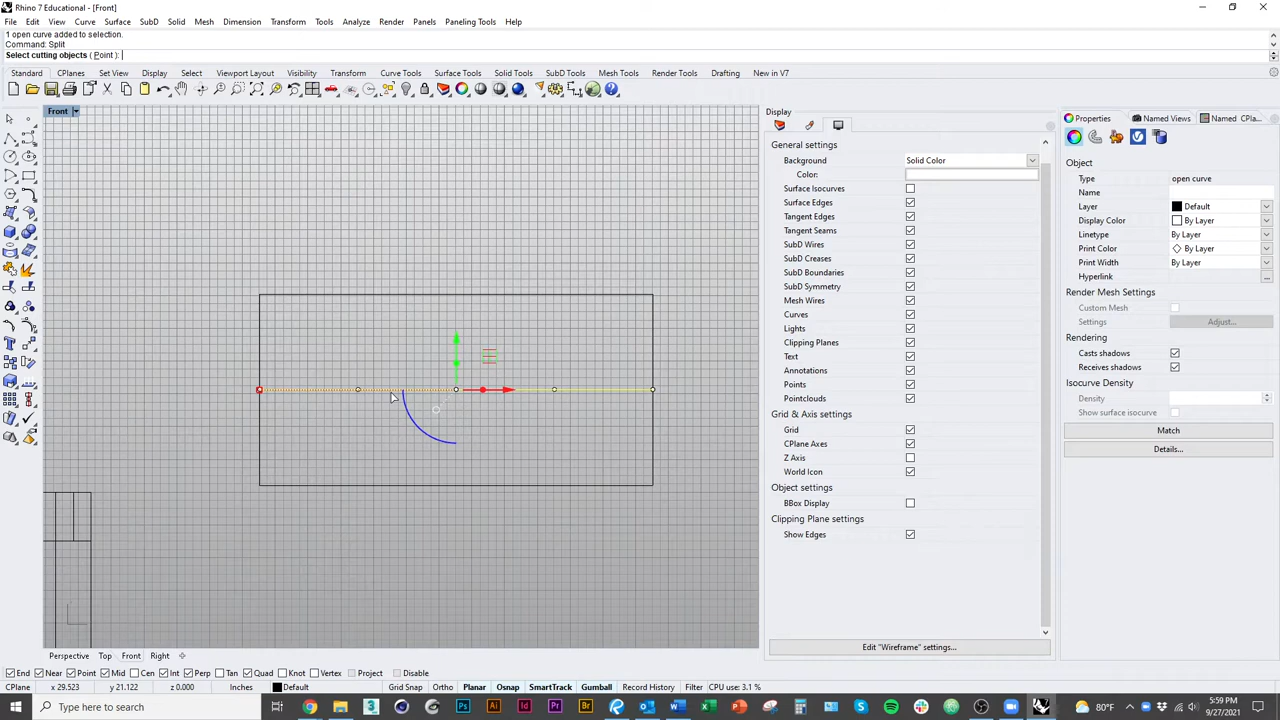 Rhino 7 Educational - [Front]
File Edit View Curve Surface SubD Solid Mesh Dimension Transform Tools Analyze Render Panels Paneling Tools Help
1 open curve added to selection.
Command: Split
Select cutting objects ( Point ):
Standard CPlanes Set View Display Select Viewport Layout Visibility Transform Curve Tools Surface Tools Solid Tools SubD Tools Mesh Tools Render Tools Drafting New in V7
Front
Display
General settings
Background Solid Color
Color:
Surface Isocurves
Surface Edges
Tangent Edges
Tangent Seams
SubD Wires
SubD Creases
SubD Boundaries
SubD Symmetry
Mesh Wires
Curves
Lights
Clipping Planes
Text
Annotations
Points
Pointclouds
Grid & Axis settings
Grid
CPlane Axes
Z Axis
World Icon
Object settings
BBox Display
Clipping Plane settings
Show Edges
Edit "Wireframe" settings...
Properties Named Views Named CPla...
Object
Type open curve
Name
Layer Default
Display Color By Layer
Linetype By Layer
Print Color By Layer
Print Width By Layer
Hyperlink ...
Render Mesh Settings
Custom Mesh
Settings Adjust...
Rendering
Casts shadows
Receives shadows
Isocurve Density
Density
Show surface isocurve
Match
Details...
Perspective Top Front Right
End Near Point Mid Cen Int Perp Tan Quad Knot Vertex Project Disable
CPlane x 29.523 y 21.122 z 0.000 Inches Default Grid Snap Ortho Planar Osnap SmartTrack Gumball Record History Filter CPU use: 3.1 %
Type here to search
80°F
5:59 PM
9/27/2021